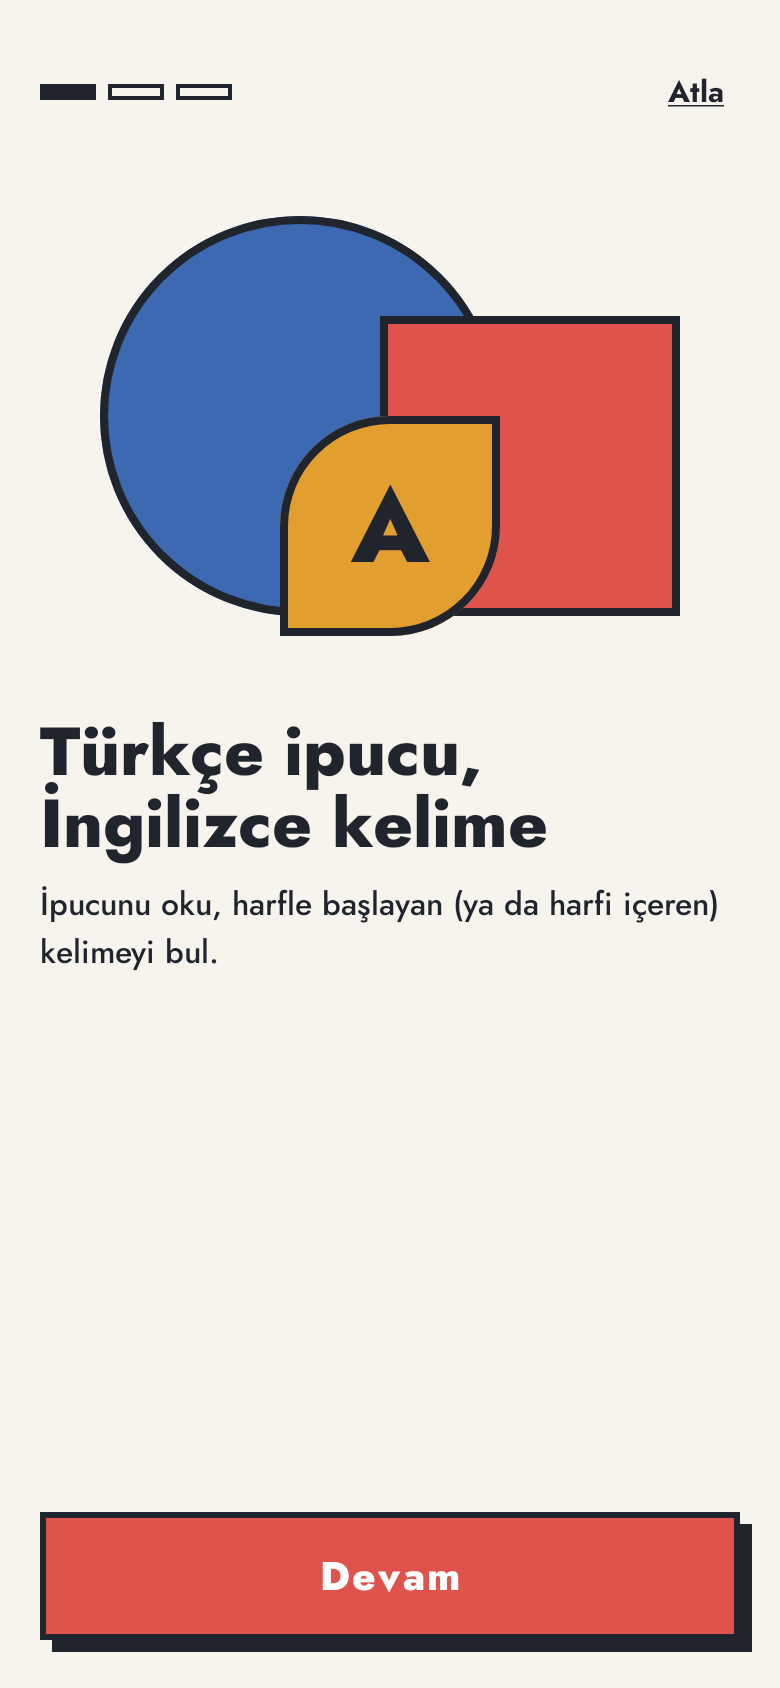 Atla
A
Türkçe ipucu,
İngilizce kelime
İpucunu oku, harfle başlayan (ya da harfi içeren)
kelimeyi bul.
Devam